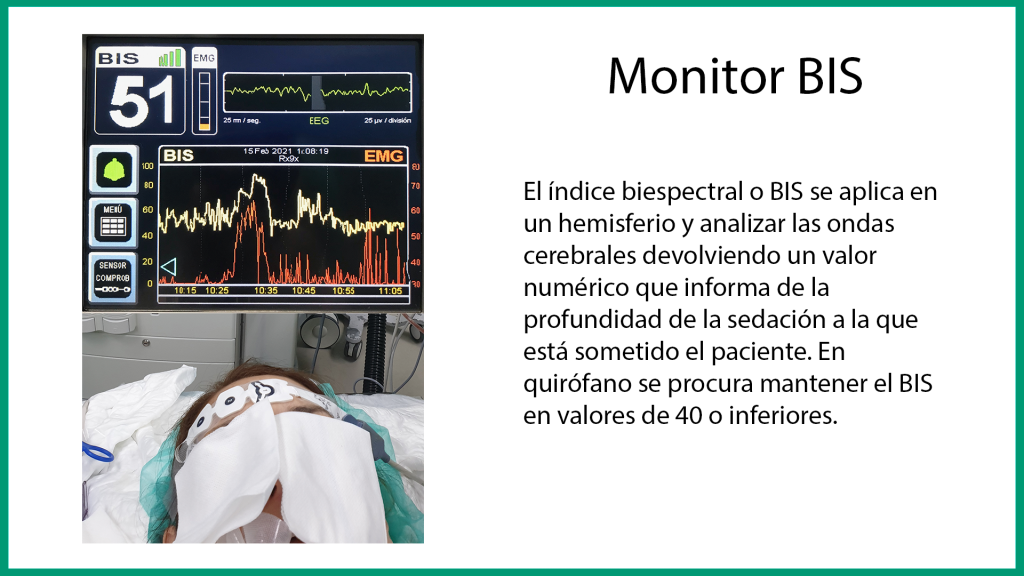 BIS
EMG
51
25 mm / seg.
EEG
25 µv / división
BIS
15 Feb 2021 1:08:19
EMG
Rx9x
100
80
80
70
MENÚ
60
60
50
40
SENSOR
COMPROB
20
40
0
30
10:15 10:25 10:35 10:45 10:55 11:05
Monitor BIS
El índice biespectral o BIS se aplica en
un hemisferio y analizar las ondas
cerebrales devolviendo un valor
numérico que informa de la
profundidad de la sedación a la que
está sometido el paciente. En
quirófano se procura mantener el BIS
en valores de 40 o inferiores.